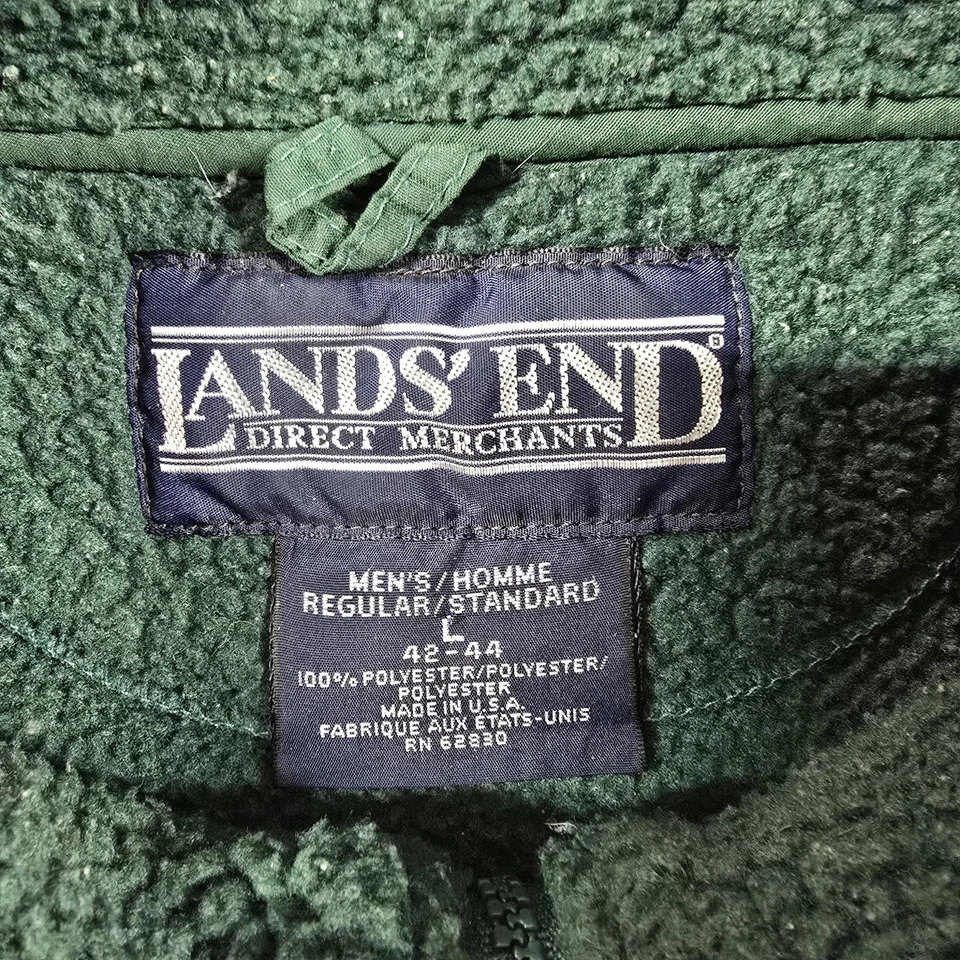 LANDS' END®
DIRECT MERCHANTS
MEN'S/HOMME
REGULAR/STANDARD
L
42-44
100% POLYESTER/POLYESTER/
POLYESTER
MADE IN U.S.A.
FABRIQUE AUX ÉTATS-UNIS
RN 62830